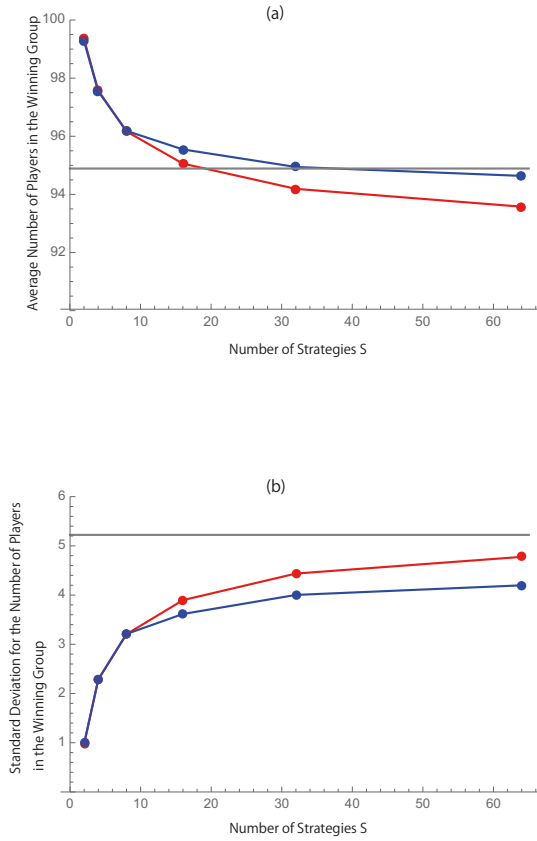 (a)
Average Number of Players in the Winning Group
100
98
96
94
92
0 10 20 30 40 50 60
Number of Strategies S
(b)
Standard Deviation for the Number of Players
in the Winning Group
6
5
4
3
2
1
0 10 20 30 40 50 60
Number of Strategies S